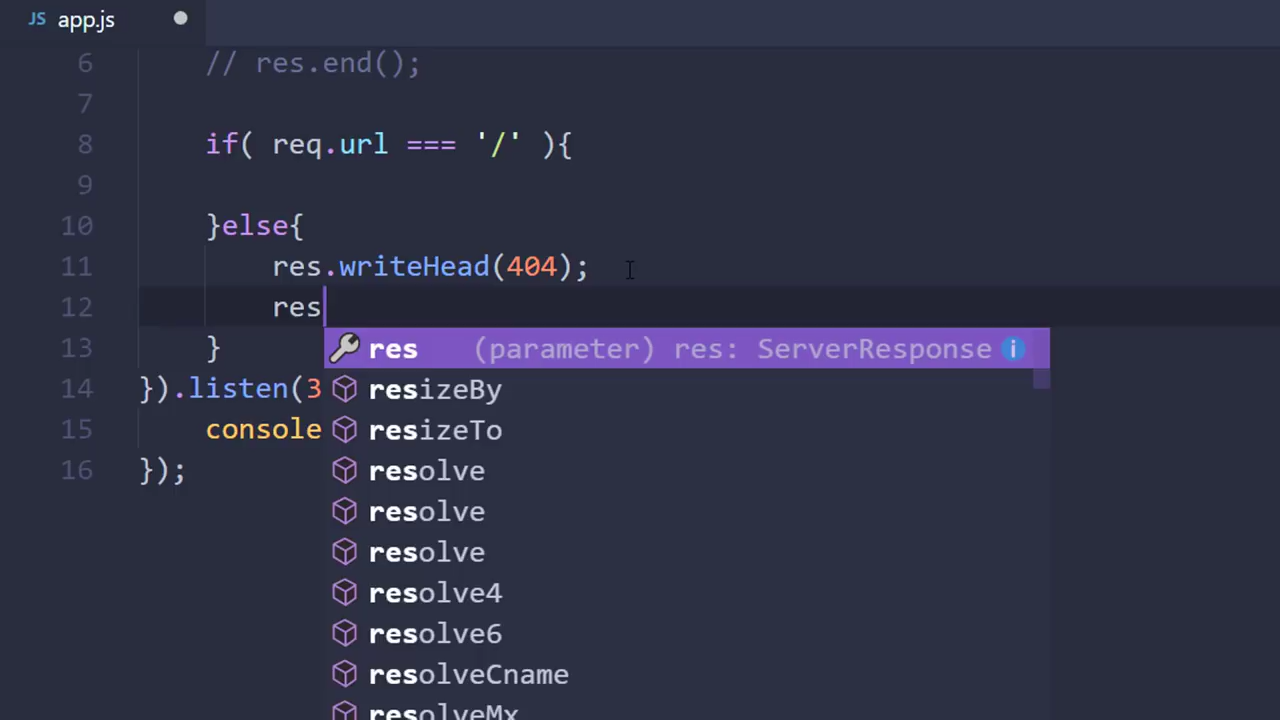 JS app.js
6 // res.end();
7
8 if( req.url === '/' ){
9
10 }else{
11 res.writeHead(404);
12 res
res (parameter) res: ServerResponse
13 }
14 }).listen(3
resizeBy
15 console
resizeTo
16 });
resolve
resolve
resolve
resolve4
resolve6
resolveCname
resolveMx